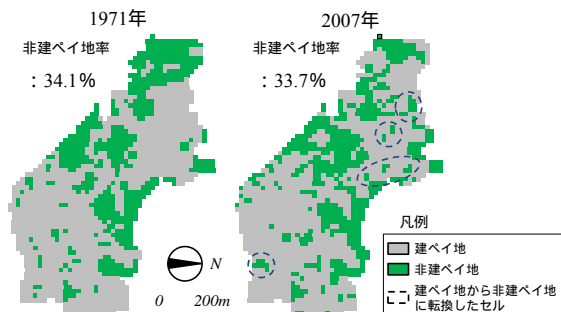 1971年
非建ペイ地率
：34.1%
2007年
非建ペイ地率
：33.7%
N
0 200m
凡例
建ペイ地
非建ペイ地
建ペイ地から非建ペイ地
に転換したセル